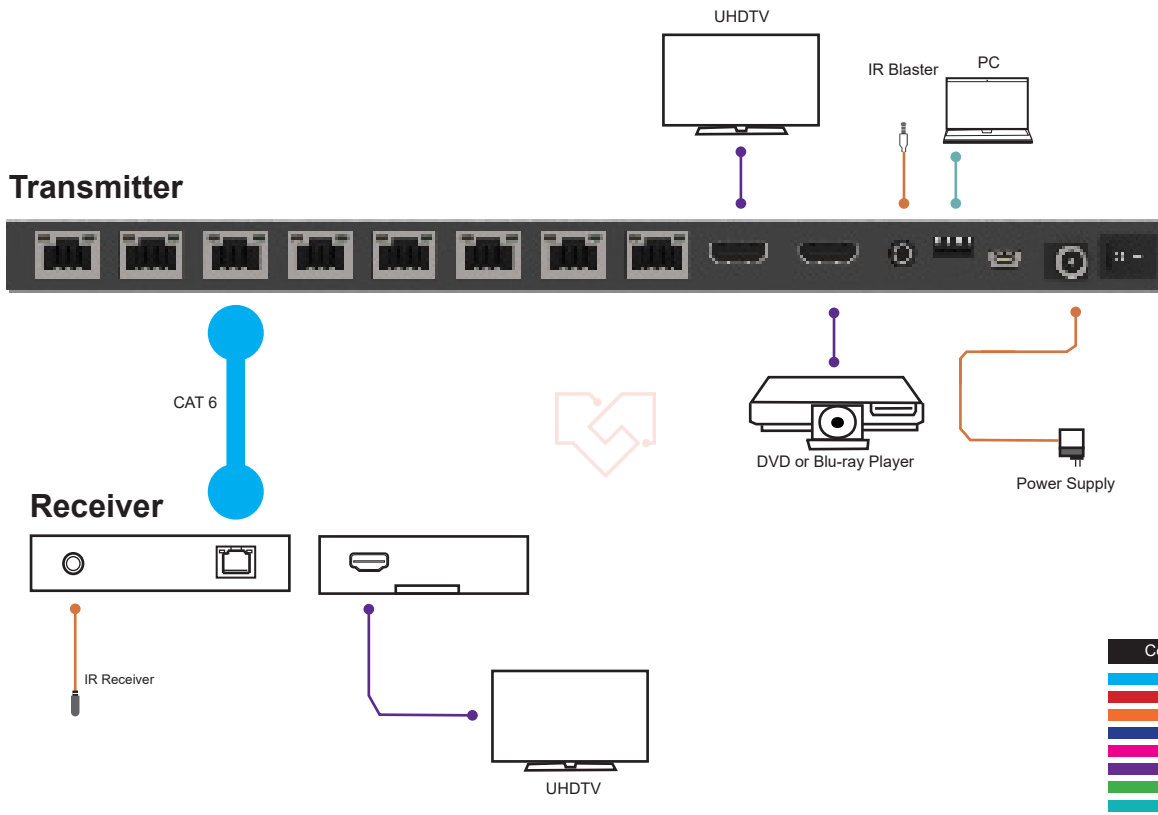 UHDTV
IR Blaster
PC
Transmitter
CAT 6
DVD or Blu-ray Player
Power Supply
Receiver
IR Receiver
UHDTV